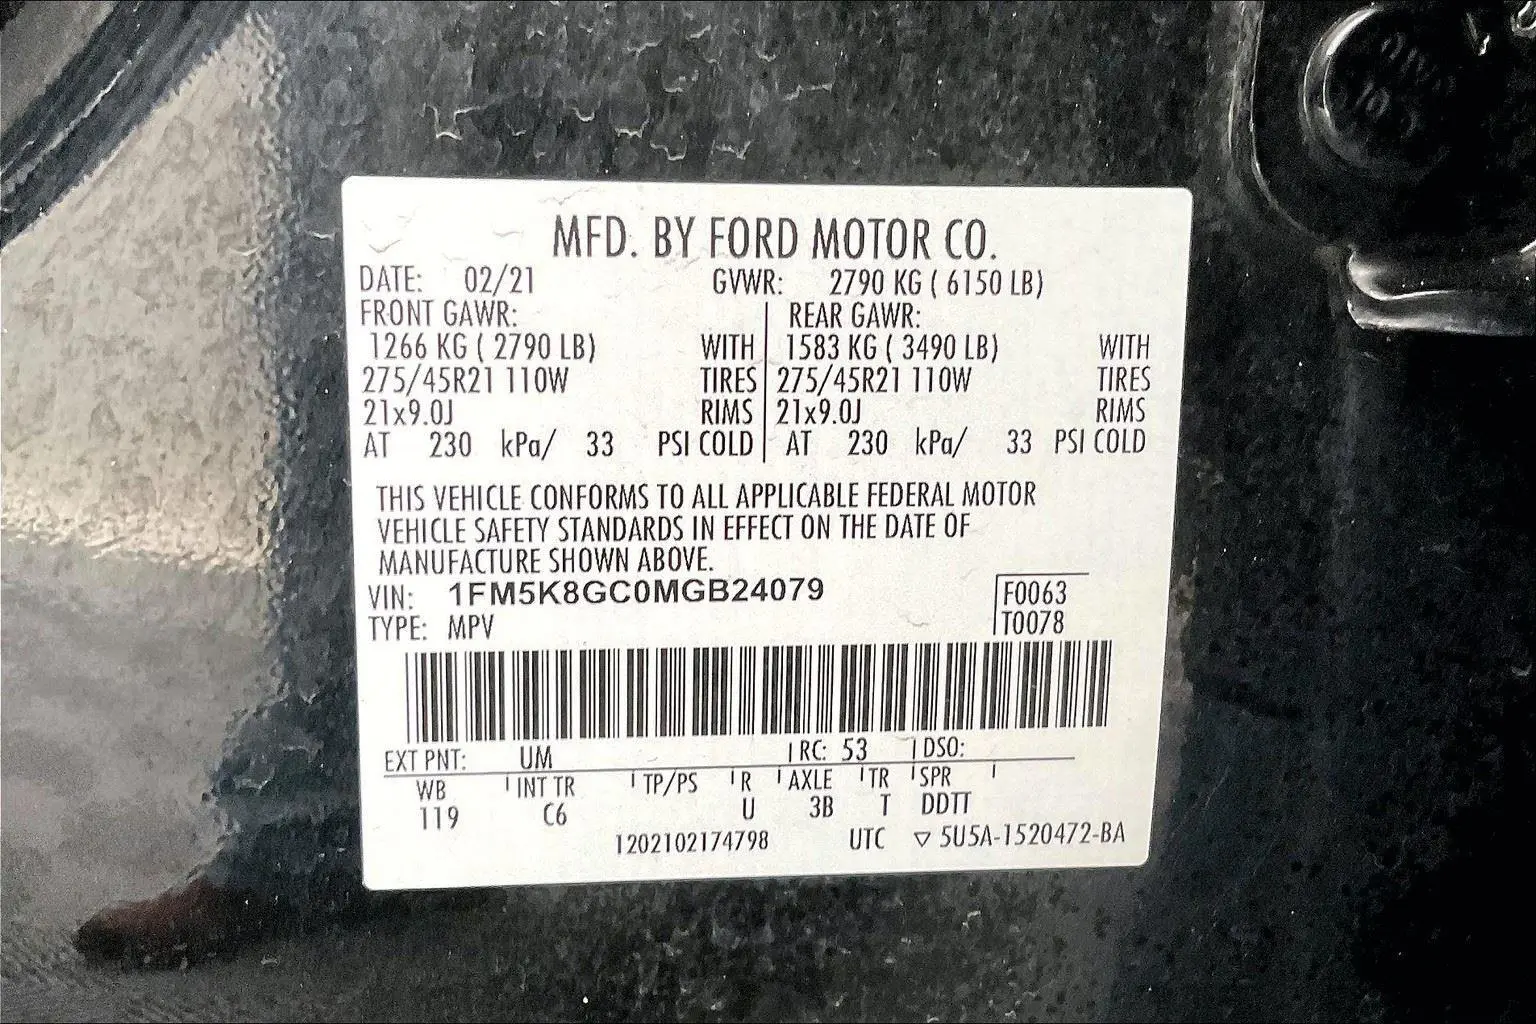 MFD. BY FORD MOTOR CO.
DATE: 02/21 GVWR: 2790 KG ( 6150 LB)
FRONT GAWR: REAR GAWR:
1266 KG ( 2790 LB) WITH 1583 KG ( 3490 LB) WITH
275/45R21 110W TIRES 275/45R21 110W TIRES
21x9.0J RIMS 21x9.0J RIMS
AT 230 kPa/ 33 PSI COLD AT 230 kPa/ 33 PSI COLD
THIS VEHICLE CONFORMS TO ALL APPLICABLE FEDERAL MOTOR
VEHICLE SAFETY STANDARDS IN EFFECT ON THE DATE OF
MANUFACTURE SHOWN ABOVE.
VIN: 1FM5K8GC0MGB24079 F0063
TYPE: MPV T0078
EXT PNT: UM RC: 53 DSO:
WB INT TR TP/PS R AXLE TR SPR
119 C6 U 3B T DDTT
1202102174798 UTC ▽ 5U5A-1520472-BA